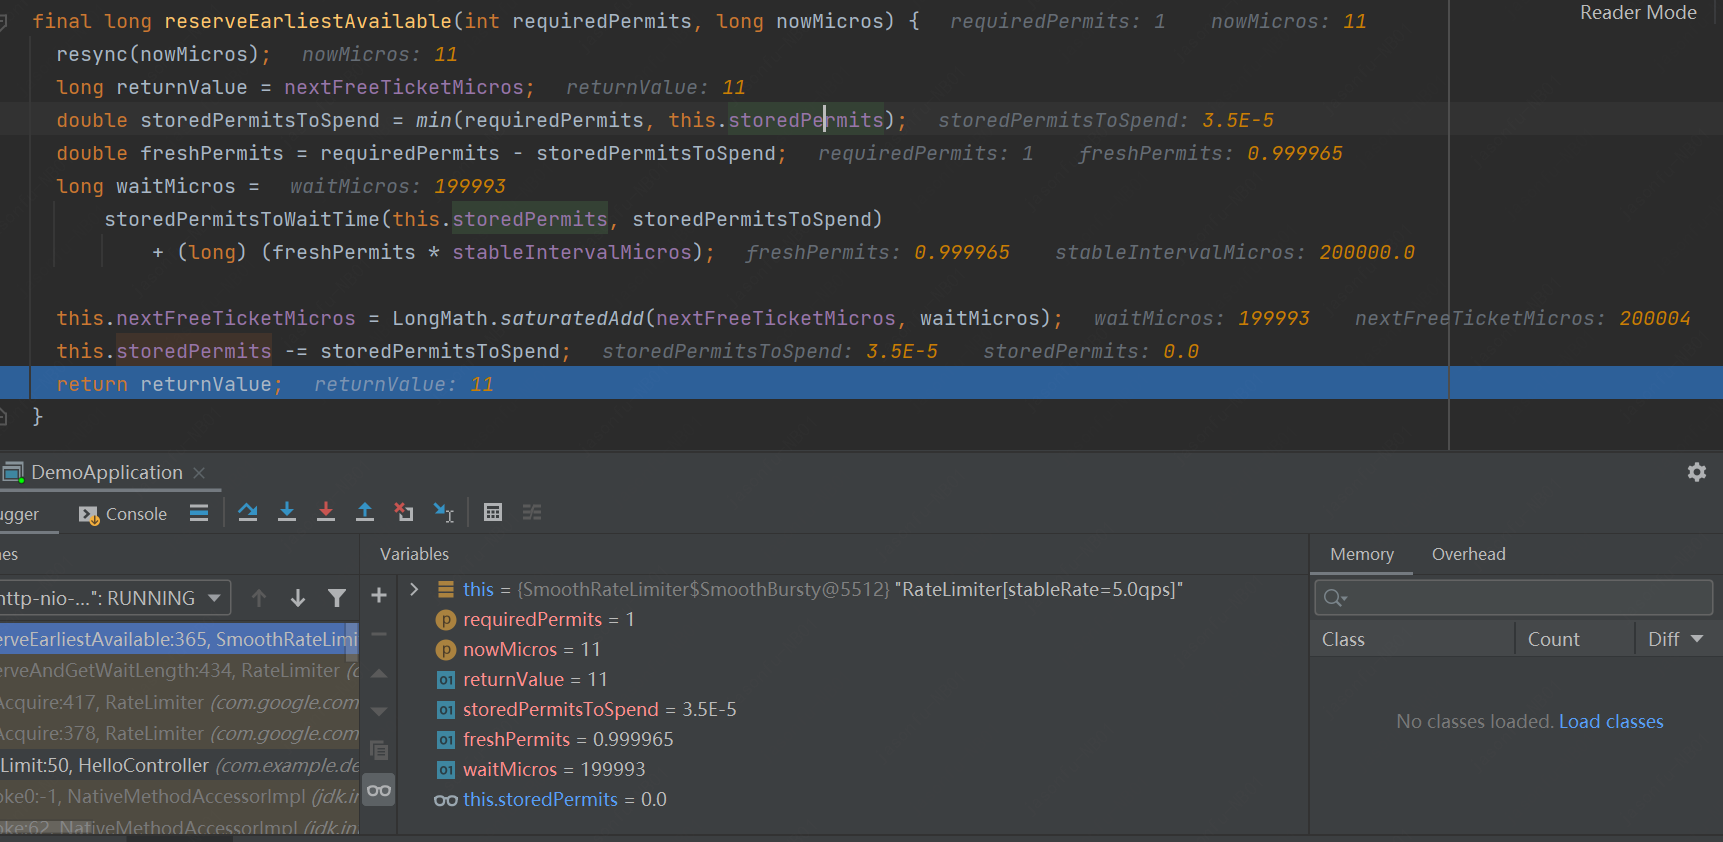 final long reserveEarliestAvailable(int requiredPermits, long nowMicros) { requiredPermits: 1 nowMicros: 11
Reader Mode
resync(nowMicros); nowMicros: 11
long returnValue = nextFreeTicketMicros; returnValue: 11
double storedPermitsToSpend = min(requiredPermits, this.storedPermits); storedPermitsToSpend: 3.5E-5
double freshPermits = requiredPermits - storedPermitsToSpend; requiredPermits: 1 freshPermits: 0.999965
long waitMicros = waitMicros: 199993
storedPermitsToWaitTime(this.storedPermits, storedPermitsToSpend)
+ (long) (freshPermits * stableIntervalMicros); freshPermits: 0.999965 stableIntervalMicros: 200000.0
this.nextFreeTicketMicros = LongMath.saturatedAdd(nextFreeTicketMicros, waitMicros); waitMicros: 199993 nextFreeTicketMicros: 200004
this.storedPermits -= storedPermitsToSpend; storedPermitsToSpend: 3.5E-5 storedPermits: 0.0
return returnValue; returnValue: 11
}
DemoApplication
ugger Console
nes
http-nio-...": RUNNING
erveEarliestAvailable:365, SmoothRateLimi
erveAndGetWaitLength:434, RateLimiter (c
Acquire:417, RateLimiter (com.google.com
Acquire:378, RateLimiter (com.google.com
Limit:50, HelloController (com.example.de
oke0:-1, NativeMethodAccessorImpl (jdk.in
oke:62, NativeMethodAccessorImpl (jdk.int
Variables
this = {SmoothRateLimiter$SmoothBursty@5512} "RateLimiter[stableRate=5.0qps]"
requiredPermits = 1
nowMicros = 11
returnValue = 11
storedPermitsToSpend = 3.5E-5
freshPermits = 0.999965
waitMicros = 199993
this.storedPermits = 0.0
Memory Overhead
Class Count Diff
No classes loaded. Load classes